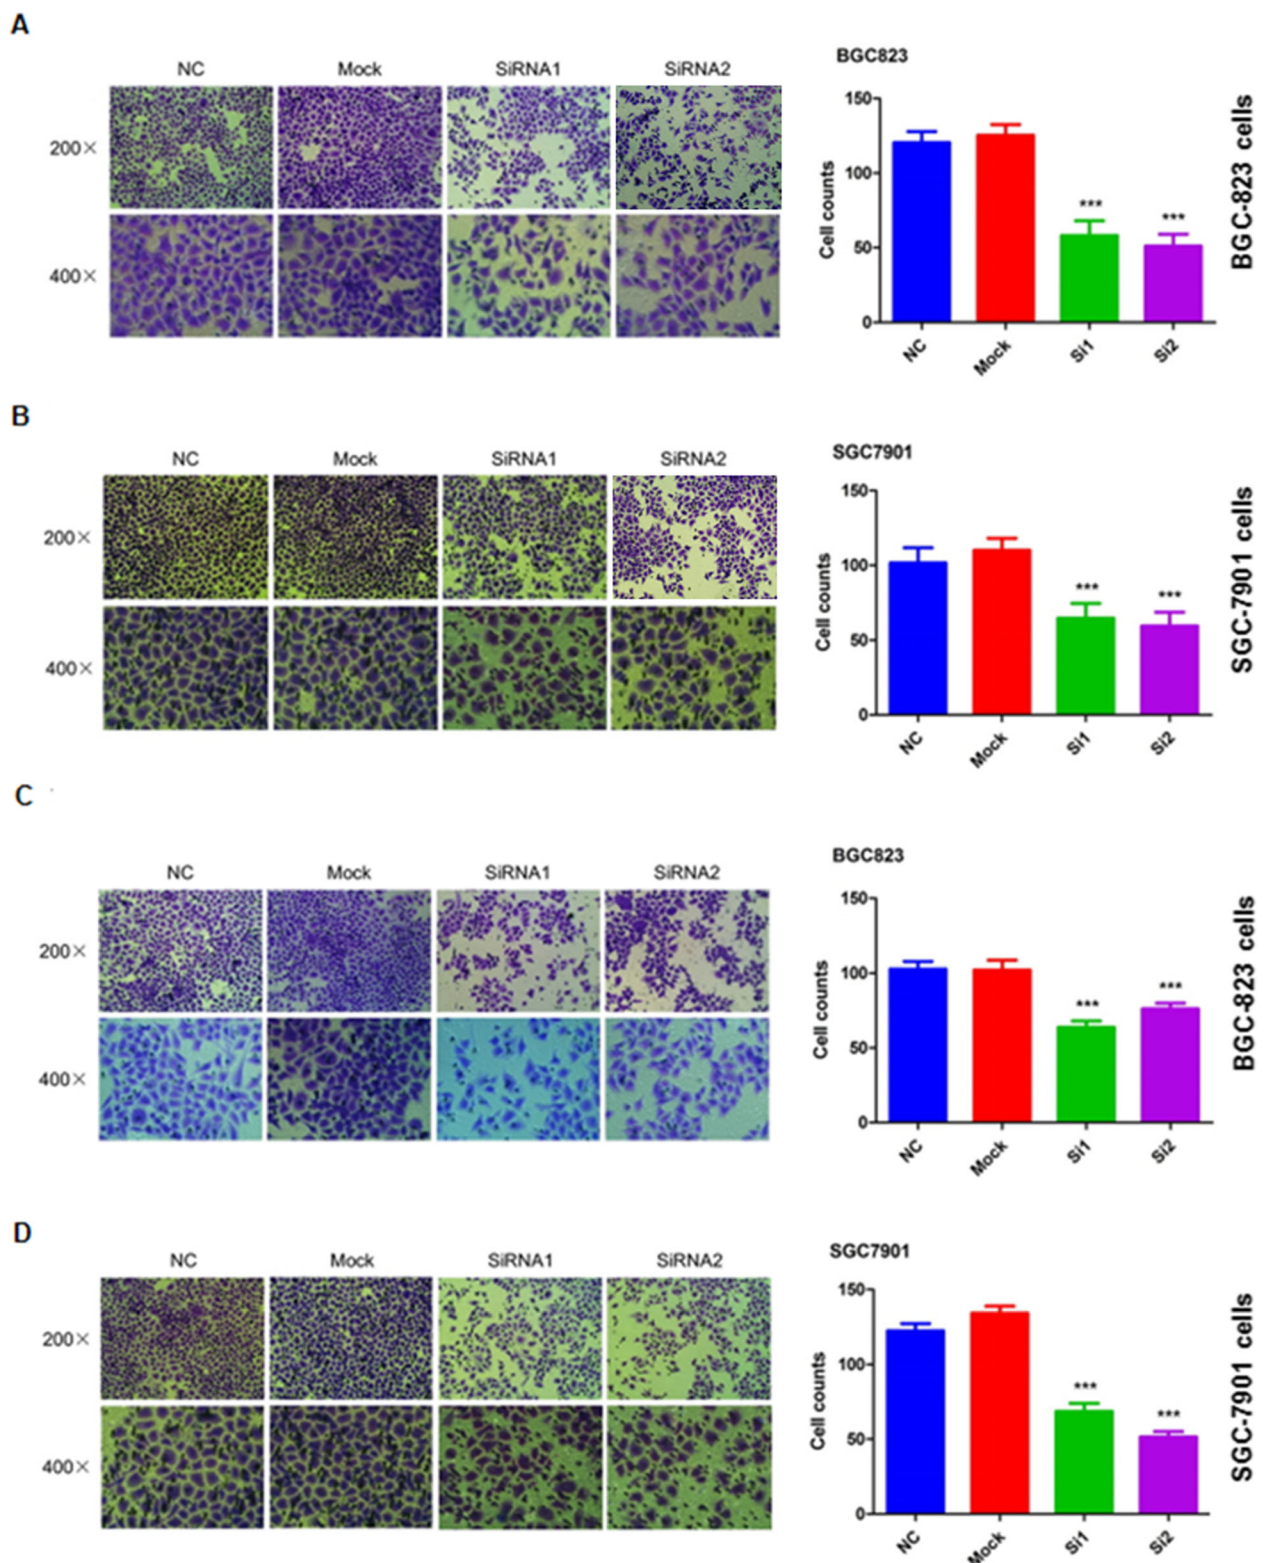 A
NC Mock SiRNA1 SiRNA2
200×
400×
BGC823
Cell counts
150
100
50
0
***
***
NC Mock Si1 Si2
BGC-823 cells
B
NC Mock SiRNA1 SiRNA2
200×
400×
SGC7901
Cell counts
150
100
50
0
***
***
NC Mock Si1 Si2
SGC-7901 cells
C
NC Mock SiRNA1 SiRNA2
200×
400×
BGC823
Cell counts
150
100
50
0
***
***
NC Mock Si1 Si2
BGC-823 cells
D
NC Mock SiRNA1 SiRNA2
200×
400×
SGC7901
Cell counts
150
100
50
0
***
***
NC Mock Si1 Si2
SGC-7901 cells